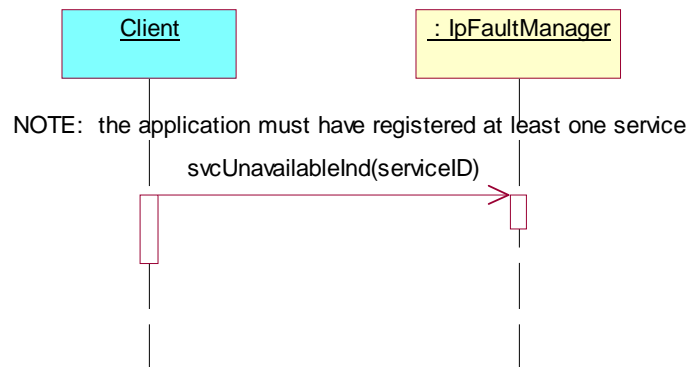 Client
: IpFaultManager
NOTE: the application must have registered at least one service
svcUnavailableInd(serviceID)